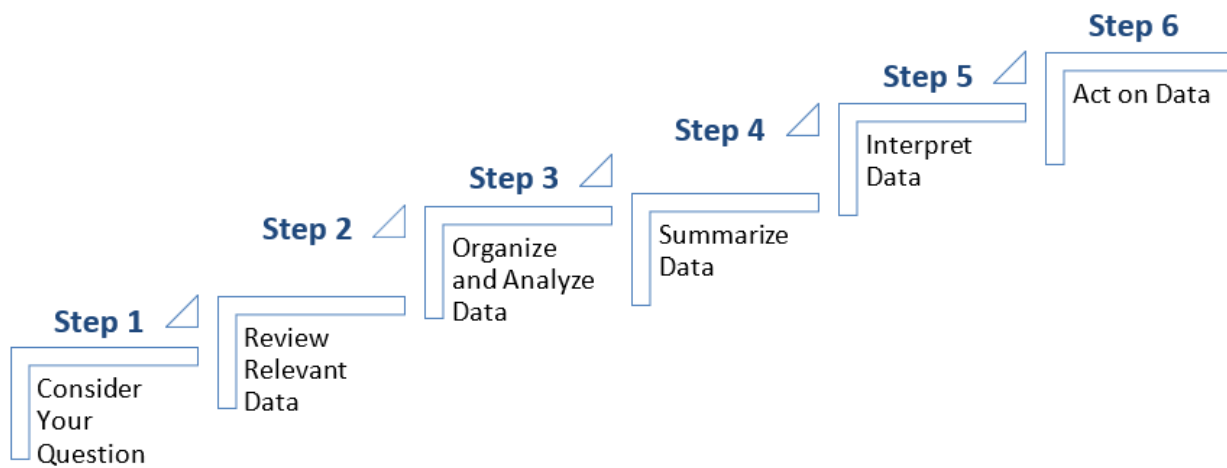 Step 1
Consider
Your
Question
Step 2
Review
Relevant
Data
Step 3
Organize
and Analyze
Data
Step 4
Summarize
Data
Step 5
Interpret
Data
Step 6
Act on Data